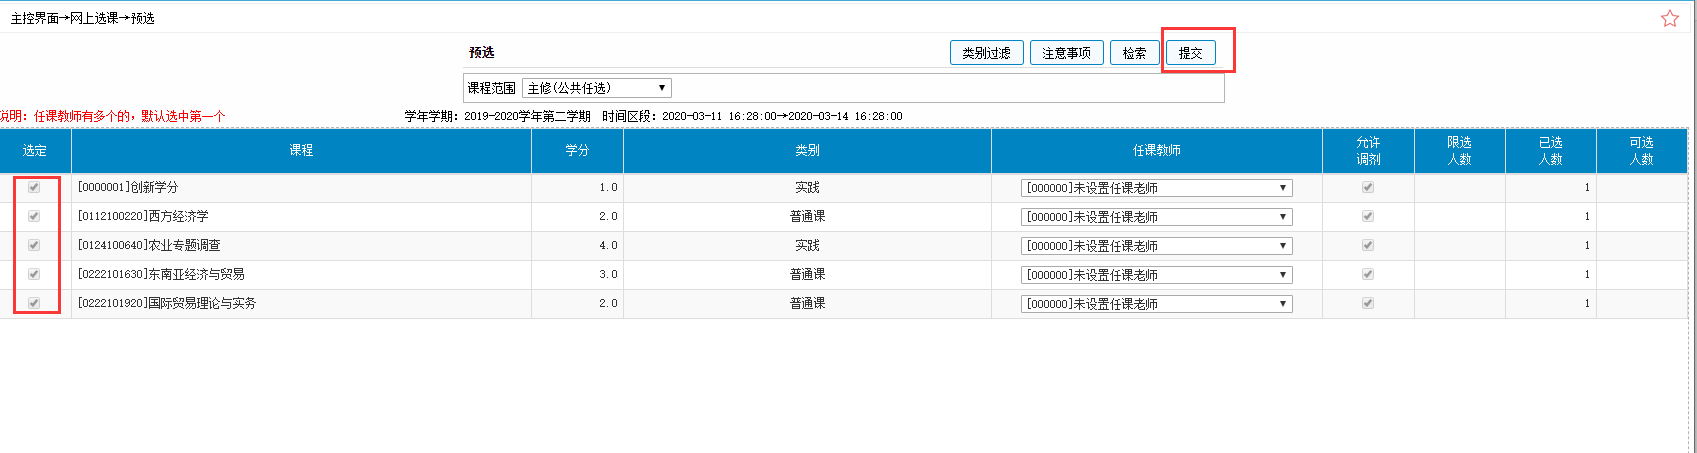 主控界面→网上选课→预选
预选 类别过滤 注意事项 检索 提交
课程范围 主修(公共任选)
说明: 任课教师有多个的, 默认选中第一个 学年学期: 2019-2020学年第二学期 时间区段: 2020-03-11 16:28:00→2020-03-14 16:28:00
选定 课程 学分 类别 任课教师 允许调剂 限选人数 已选人数 可选人数
[0000001]创新学分 1.0 实践 [000000]未设置任课老师 1
[0112100220]西方经济学 2.0 普通课 [000000]未设置任课老师 1
[0124100640]农业专题调查 4.0 实践 [000000]未设置任课老师 1
[0222101630]东南亚经济与贸易 3.0 普通课 [000000]未设置任课老师 1
[0222101920]国际贸易理论与实务 2.0 普通课 [000000]未设置任课老师 1